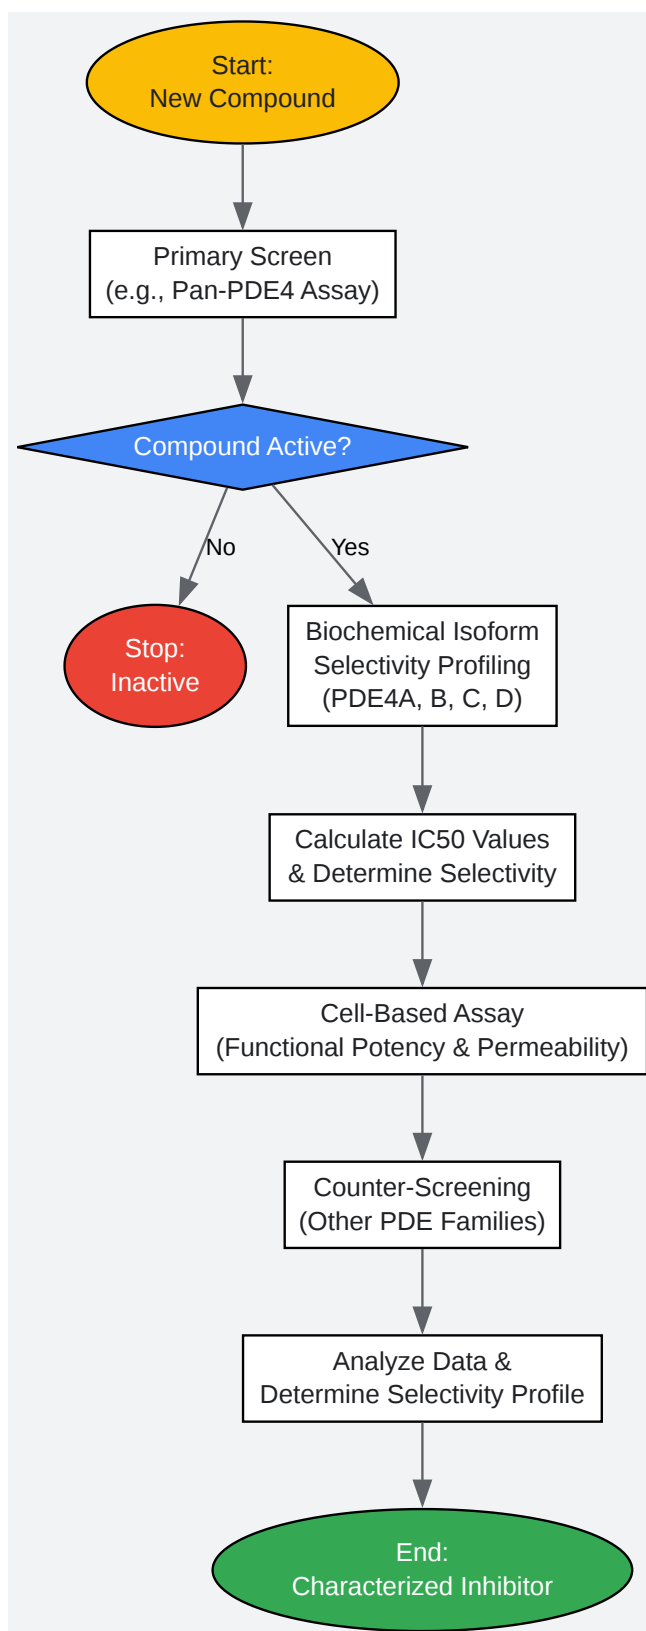 Start:
New Compound
Primary Screen
(e.g., Pan-PDE4 Assay)
Compound Active?
No
Yes
Stop:
Inactive
Biochemical Isoform
Selectivity Profiling
(PDE4A, B, C, D)
Calculate IC50 Values
& Determine Selectivity
Cell-Based Assay
(Functional Potency & Permeability)
Counter-Screening
(Other PDE Families)
Analyze Data &
Determine Selectivity Profile
End:
Characterized Inhibitor